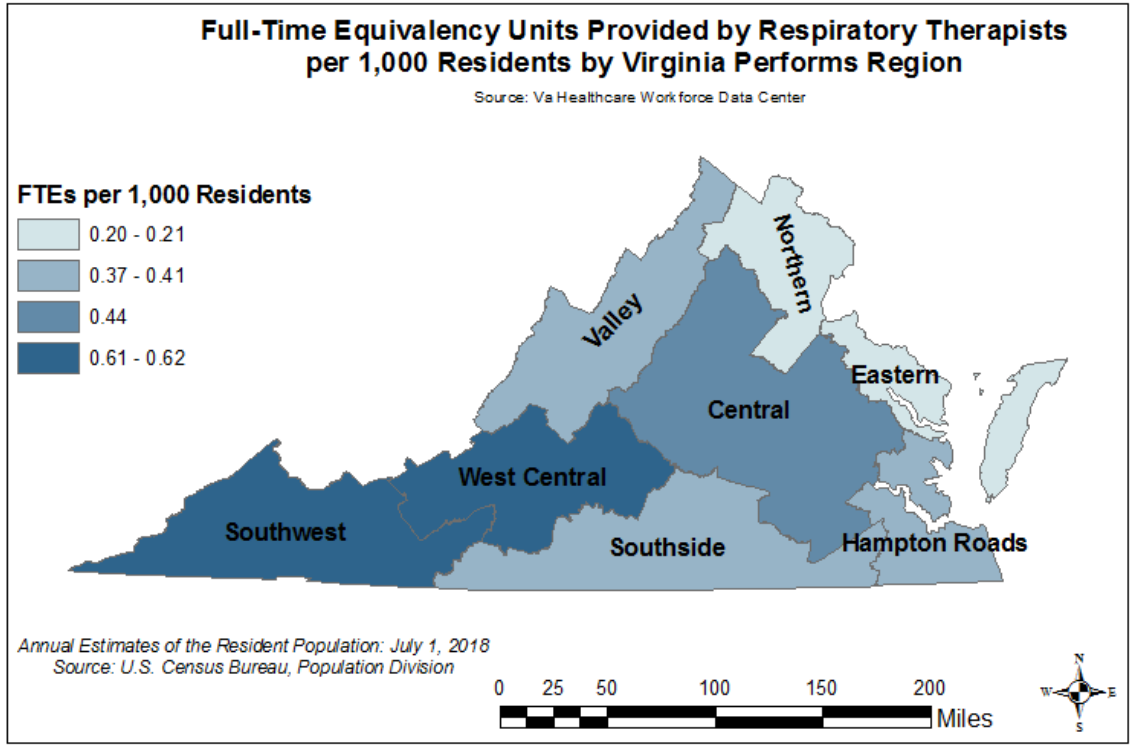 Full-Time Equivalency Units Provided by Respiratory Therapists
per 1,000 Residents by Virginia Performs Region
Source: Va Healthcare Workforce Data Center
FTEs per 1,000 Residents
0.20 - 0.21
0.37 - 0.41
0.44
0.61 - 0.62
Northern
Valley
Eastern
Central
West Central
Southwest
Southside
Hampton Roads
Annual Estimates of the Resident Population: July 1, 2018
Source: U.S. Census Bureau, Population Division
0 25 50 100 150 200
Miles
N
W E
S